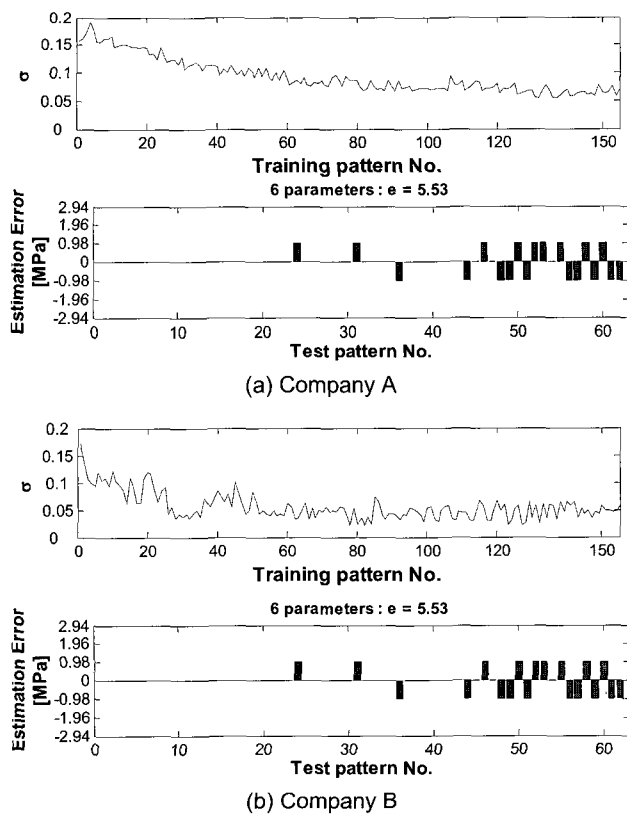 0.2
0.15
0.1
0.05
0
σ
0 20 40 60 80 100 120 150
Training pattern No.
6 parameters : e = 5.53
2.94
1.96
0.98
0
-0.98
-1.96
-2.94
Estimation Error
[MPa]
0 10 20 30 40 50 60
Test pattern No.
(a) Company A
0.2
0.15
0.1
0.05
0
σ
0 20 40 60 80 100 120 150
Training pattern No.
6 parameters : e = 5.53
2.94
1.96
0.98
0
-0.98
-1.96
-2.94
Estimation Error
[MPa]
0 10 20 30 40 50 60
Test pattern No.
(b) Company B